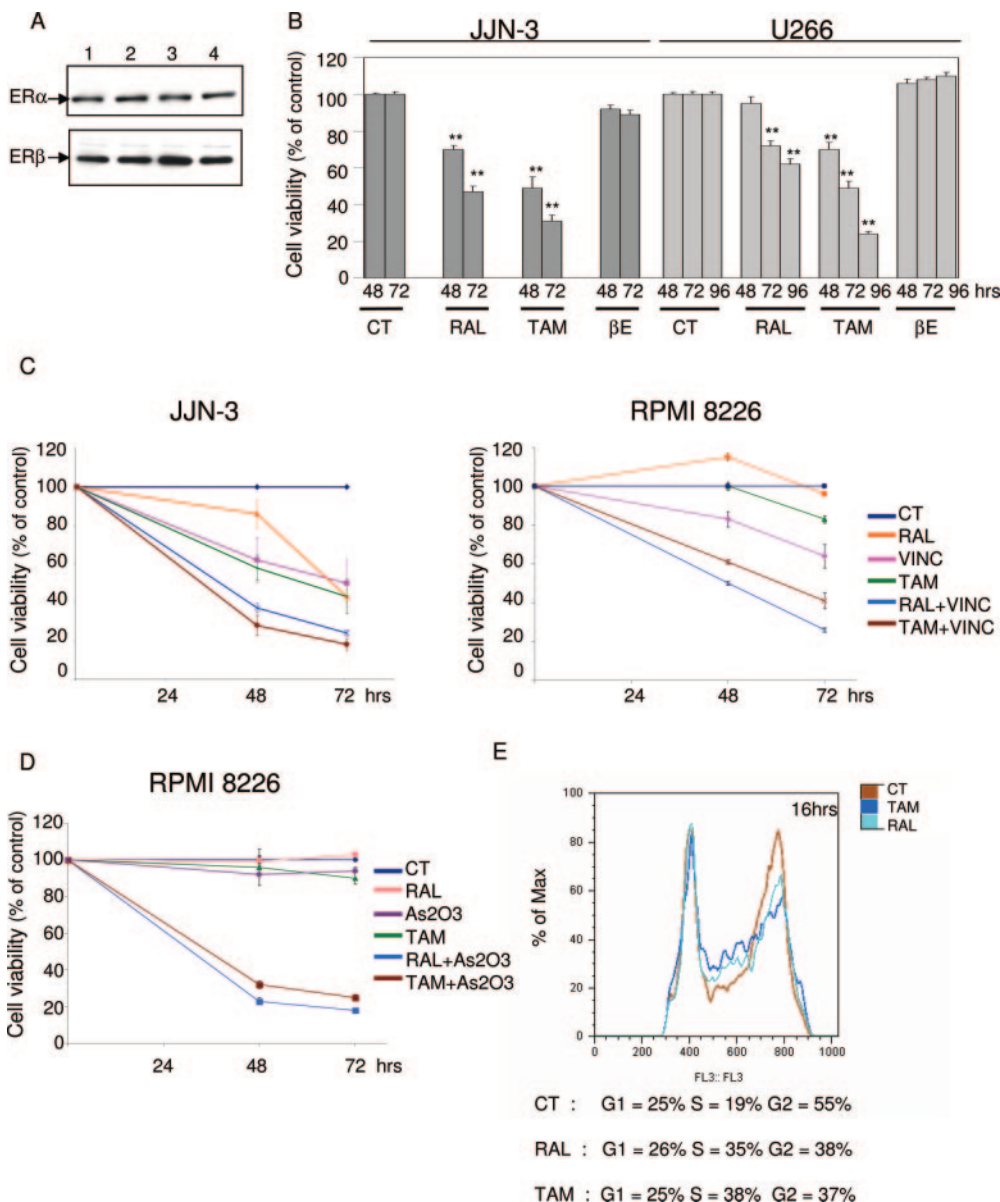 A
1 2 3 4
ERα
ERβ
B
JJN-3 U266
Cell viability (% of control)
120
100
80
60
40
20
0
** ** ** ** ** ** ** ** **
48 72 48 72 48 72 48 72 48 72 96 48 72 96 48 72 96 48 72 96 hrs
CT RAL TAM βE CT RAL TAM βE
C
JJN-3
Cell viability (% of control)
120
100
80
60
40
20
0
24 48 72 hrs
RPMI 8226
Cell viability (% of control)
120
100
80
60
40
20
0
24 48 72 hrs
CT
RAL
VINC
TAM
RAL+VINC
TAM+VINC
D
RPMI 8226
Cell viability (% of control)
120
100
80
60
40
20
0
24 48 72 hrs
CT
RAL
As2O3
TAM
RAL+As2O3
TAM+As2O3
E
16hrs
CT
TAM
RAL
% of Max
100
80
60
40
20
0
0 200 400 600 800 1000
FL3:: FL3
CT : G1 = 25% S = 19% G2 = 55%
RAL : G1 = 26% S = 35% G2 = 38%
TAM : G1 = 25% S = 38% G2 = 37%